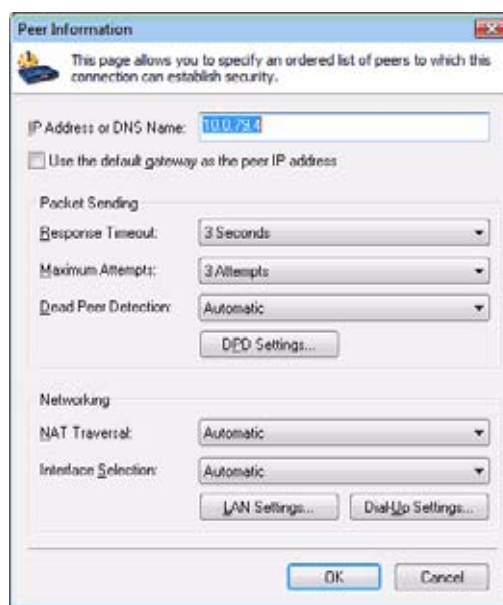 Peer Information
This page allows you to specify an ordered list of peers to which this
connection can establish security.
IP Address or DNS Name:
10.0.79.4
Use the default gateway as the peer IP address
Packet Sending
Response Timeout:
3 Seconds
Maximum Attempts:
3 Attempts
Dead Peer Detection:
Automatic
DPD Settings...
Networking
NAT Traversal:
Automatic
Interface Selection:
Automatic
LAN Settings...
Dial-Up Settings...
OK
Cancel